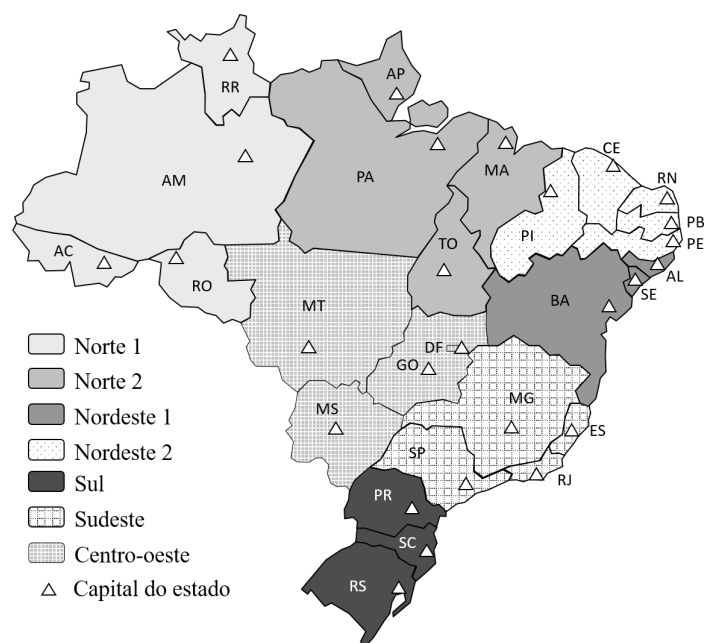 RR
AP
AM
PA
MA
CE
RN
PB
PE
PI
TO
AC
RO
AL
SE
BA
MT
DF
GO
MG
MS
ES
SP
RJ
PR
SC
RS
Norte 1
Norte 2
Nordeste 1
Nordeste 2
Sul
Sudeste
Centro-oeste
Capital do estado